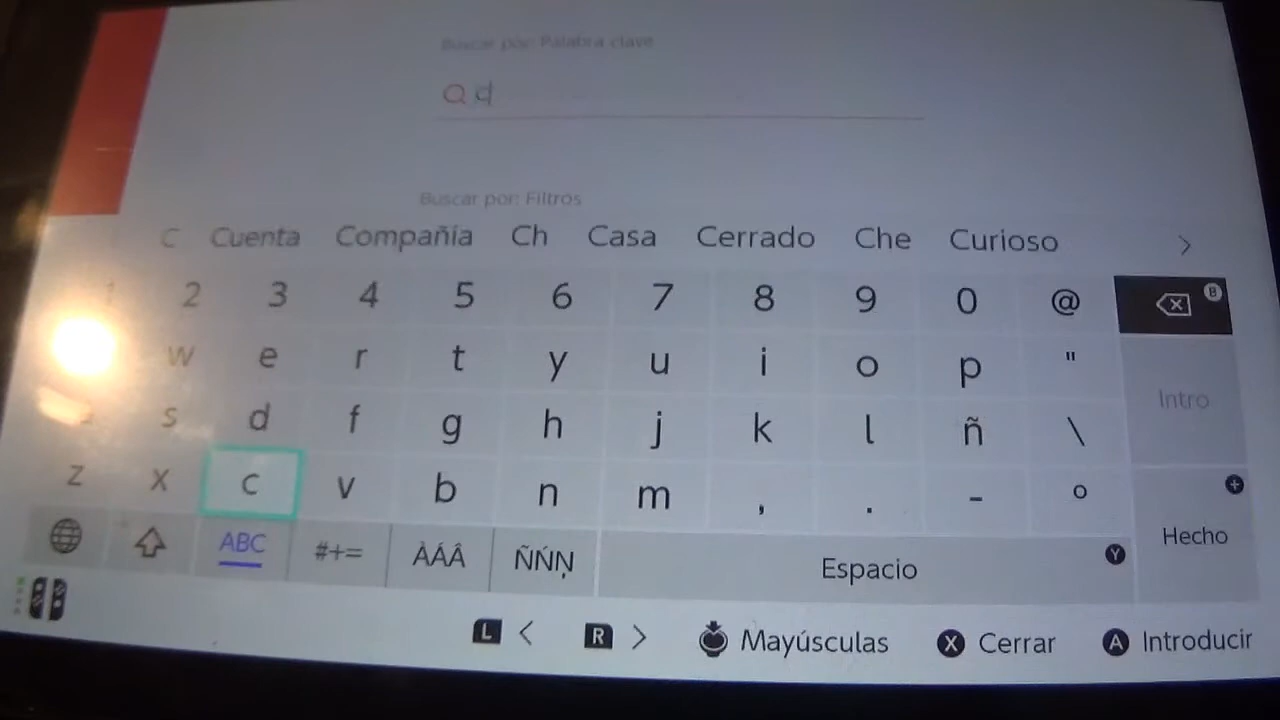 Buscar por: Palabra clave
c
Buscar por: Filtros
C Cuenta Compañía Ch Casa Cerrado Che Curioso
1 2 3 4 5 6 7 8 9 0 @ B
w e r t y u i o p " Intro
s d f g h j k l ñ \
z x c v b n m , . - º + Hecho
ABC #+= ÀÁÂ ÑŃŅ Espacio Y
L < R > Mayúsculas X Cerrar A Introducir